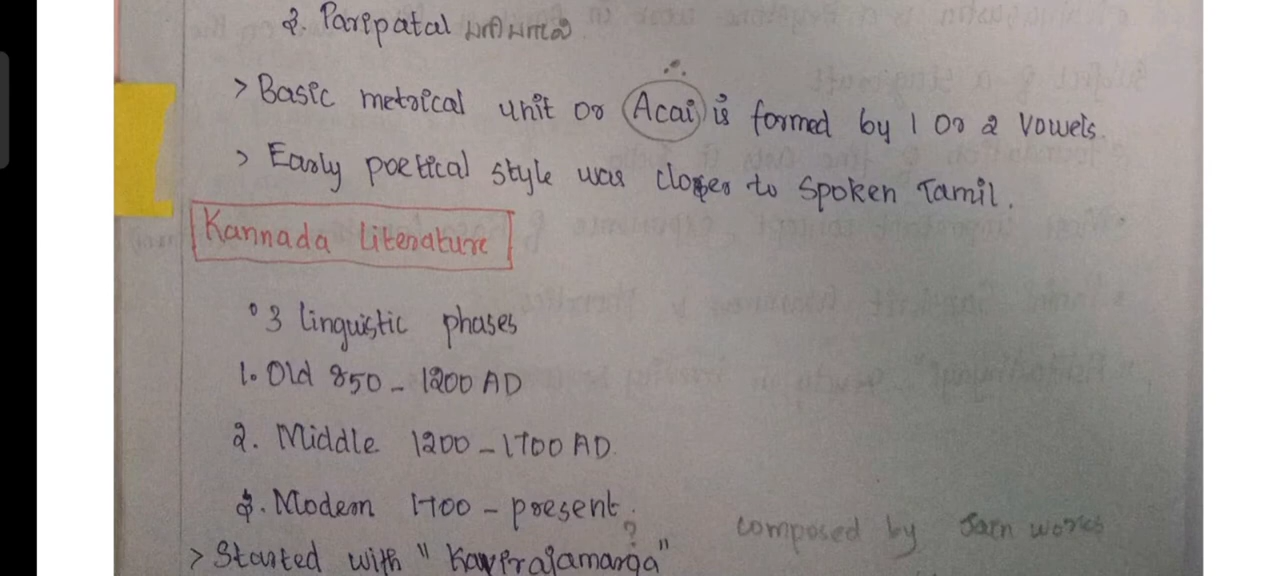 2. Paripatal பரிபாடல்
> Basic metrical unit or Acai is formed by 1 or 2 vowels.
> Early poetical style was closer to spoken Tamil.
Kannada Literature
3 linguistic phases
1. Old 850 - 1200 AD
2. Middle 1200 - 1700 AD
3. Modern 1700 - present
> Started with "Kavirajamarga" ?
composed by Jain works